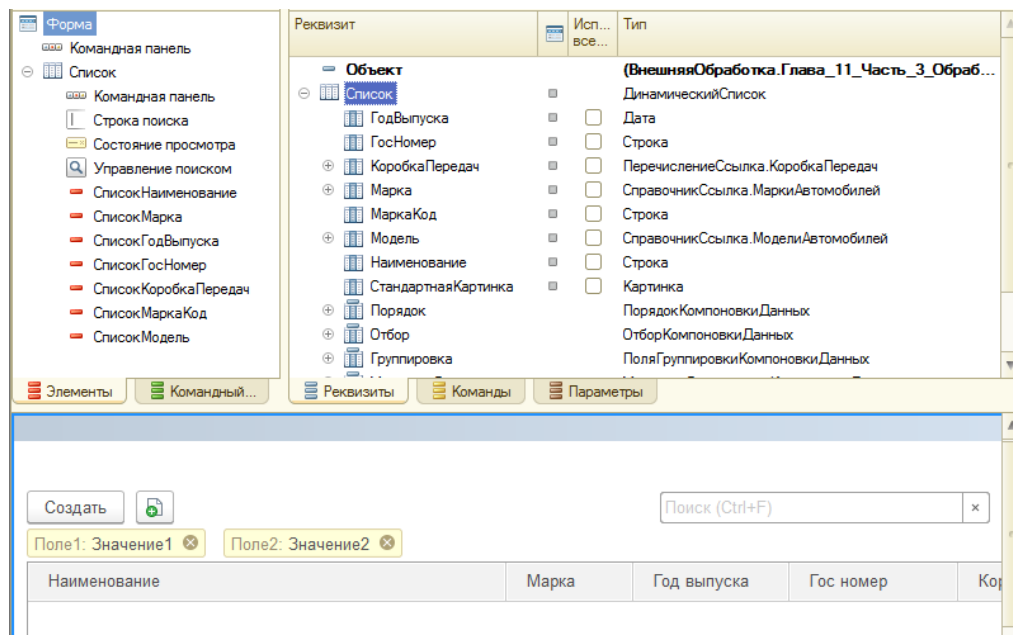 Форма
Командная панель
Список
Командная панель
Строка поиска
Состояние просмотра
Управление поиском
СписокНаименование
СписокМарка
СписокГодВыпуска
СписокГосНомер
СписокКоробкаПередач
СписокМаркаКод
СписокМодель
Элементы Командный...
Реквизит Исп... все... Тип
Объект (ВнешняяОбработка.Глава_11_Часть_3_Обраб...
Список ДинамическийСписок
ГодВыпуска Дата
ГосНомер Строка
КоробкаПередач ПеречислениеСсылка.КоробкаПередач
Марка СправочникСсылка.МаркиАвтомобилей
МаркаКод Строка
Модель СправочникСсылка.МоделиАвтомобилей
Наименование Строка
СтандартнаяКартинка Картинка
Порядок ПорядокКомпоновкиДанных
Отбор ОтборКомпоновкиДанных
Группировка ПоляГруппировкиКомпоновкиДанных
Реквизиты Команды Параметры
Создать Поиск (Ctrl+F) ×
Поле1: Значение1 Поле2: Значение2
Наименование Марка Год выпуска Гос номер Кор